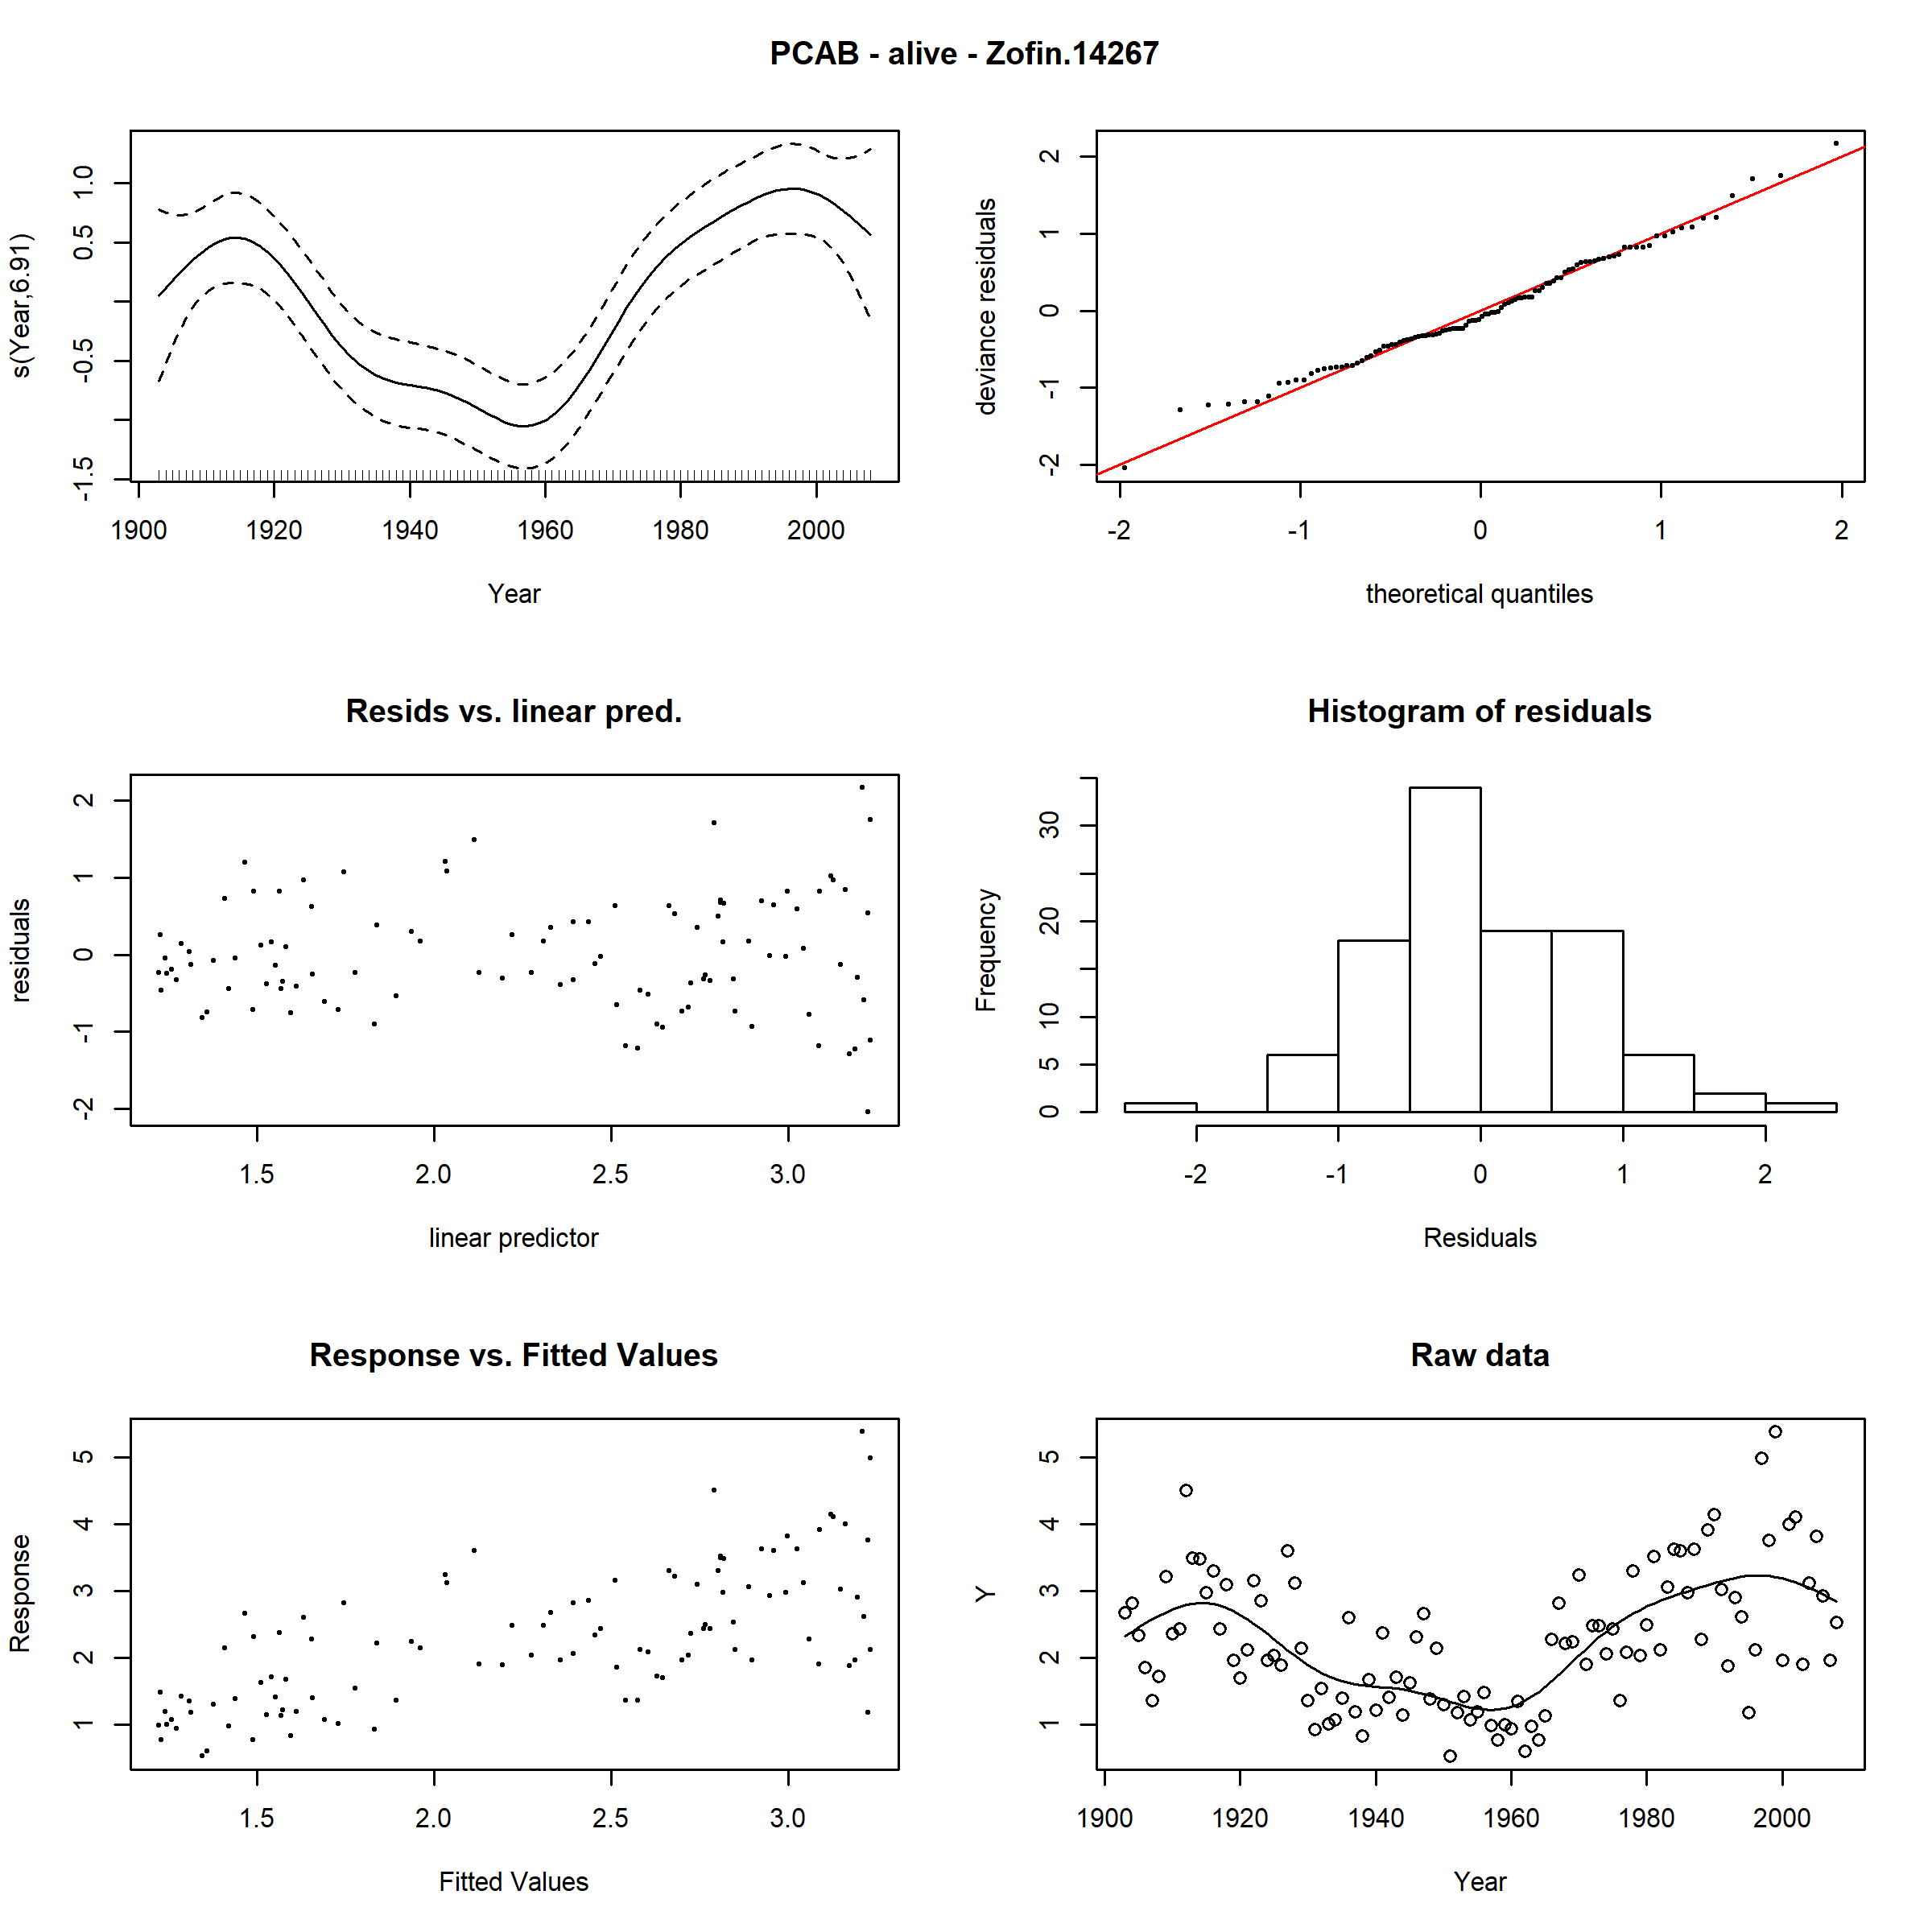 PCAB - alive - Zofin.14267
s(Year,6.91)
-1.5 -0.5 0.5 1.0
1900 1920 1940 1960 1980 2000
Year
deviance residuals
-2 -1 0 1 2
-2 -1 0 1 2
theoretical quantiles
Resids vs. linear pred.
residuals
-2 -1 0 1 2
1.5 2.0 2.5 3.0
linear predictor
Histogram of residuals
Frequency
0 5 10 20 30
-2 -1 0 1 2
Residuals
Response vs. Fitted Values
Response
1 2 3 4 5
1.5 2.0 2.5 3.0
Fitted Values
Raw data
Y
1 2 3 4 5
1900 1920 1940 1960 1980 2000
Year